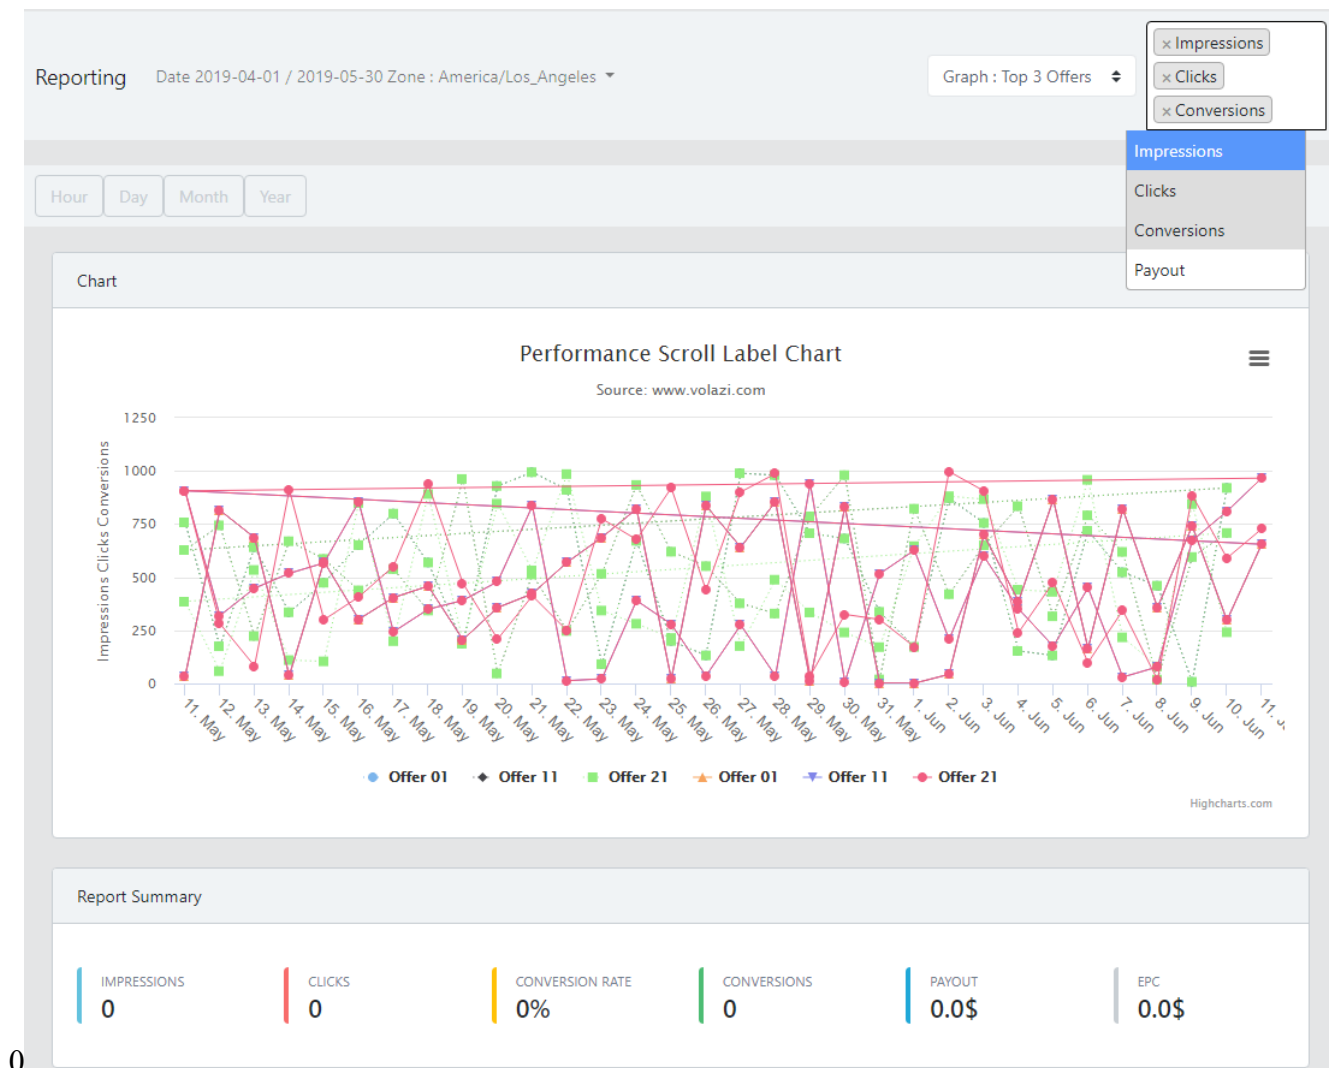 Reporting
Date 2019-04-01 / 2019-05-30 Zone : America/Los_Angeles
Graph : Top 3 Offers
× Impressions
× Clicks
× Conversions
Impressions
Clicks
Conversions
Payout
Hour
Day
Month
Year
Chart
Performance Scroll Label Chart
Source: www.volazi.com
Impressions Clicks Conversions
1250
1000
750
500
250
0
11. May
12. May
13. May
14. May
15. May
16. May
17. May
18. May
19. May
20. May
21. May
22. May
23. May
24. May
25. May
26. May
27. May
28. May
29. May
30. May
31. May
1. Jun
2. Jun
3. Jun
4. Jun
5. Jun
6. Jun
7. Jun
8. Jun
9. Jun
10. Jun
11. J
Offer 01
Offer 11
Offer 21
Offer 01
Offer 11
Offer 21
Highcharts.com
Report Summary
IMPRESSIONS
0
CLICKS
0
CONVERSION RATE
0%
CONVERSIONS
0
PAYOUT
0.0$
EPC
0.0$
0